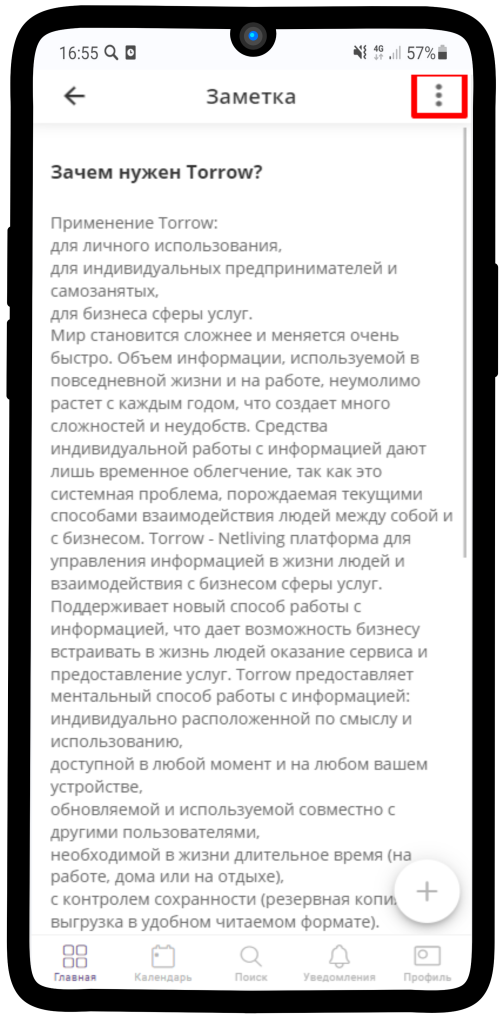 16:55 4G 57%
Заметка
Зачем нужен Torrow?
Применение Torrow:
для личного использования,
для индивидуальных предпринимателей и
самозанятых,
для бизнеса сферы услуг.
Мир становится сложнее и меняется очень
быстро. Объем информации, используемой в
повседневной жизни и на работе, неумолимо
растет с каждым годом, что создает много
сложностей и неудобств. Средства
индивидуальной работы с информацией дают
лишь временное облегчение, так как это
системная проблема, порождаемая текущими
способами взаимодействия людей между собой и
с бизнесом. Torrow - Netliving платформа для
управления информацией в жизни людей и
взаимодействия с бизнесом сферы услуг.
Поддерживает новый способ работы с
информацией, что дает возможность бизнесу
встраивать в жизнь людей оказание сервиса и
предоставление услуг. Torrow предоставляет
ментальный способ работы с информацией:
индивидуально расположенной по смыслу и
использованию,
доступной в любой момент и на любом вашем
устройстве,
обновляемой и используемой совместно с
другими пользователями,
необходимой в жизни длительное время (на
работе, дома или на отдыхе),
с контролем сохранности (резервная
выгрузка в удобном читаемом формате).
Главная Календарь Поиск Уведомления Профиль